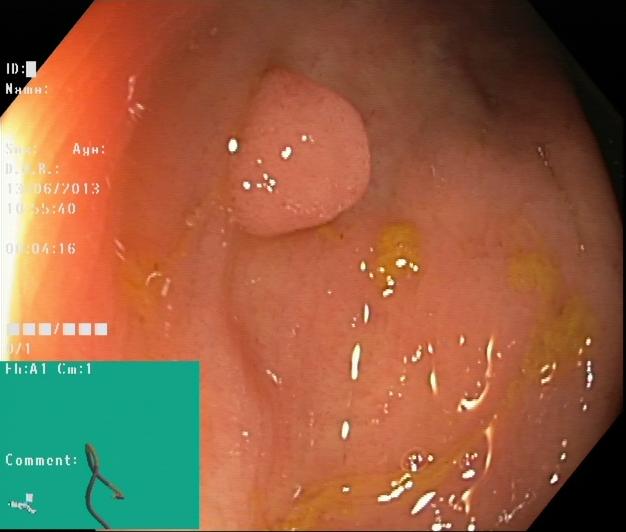 ID:
Name:
Sex: Age:
D.O.B.:
13/06/2013
10:55:40
00:04:16
/
0/1
Eh:A1 Cm:1
Comment: